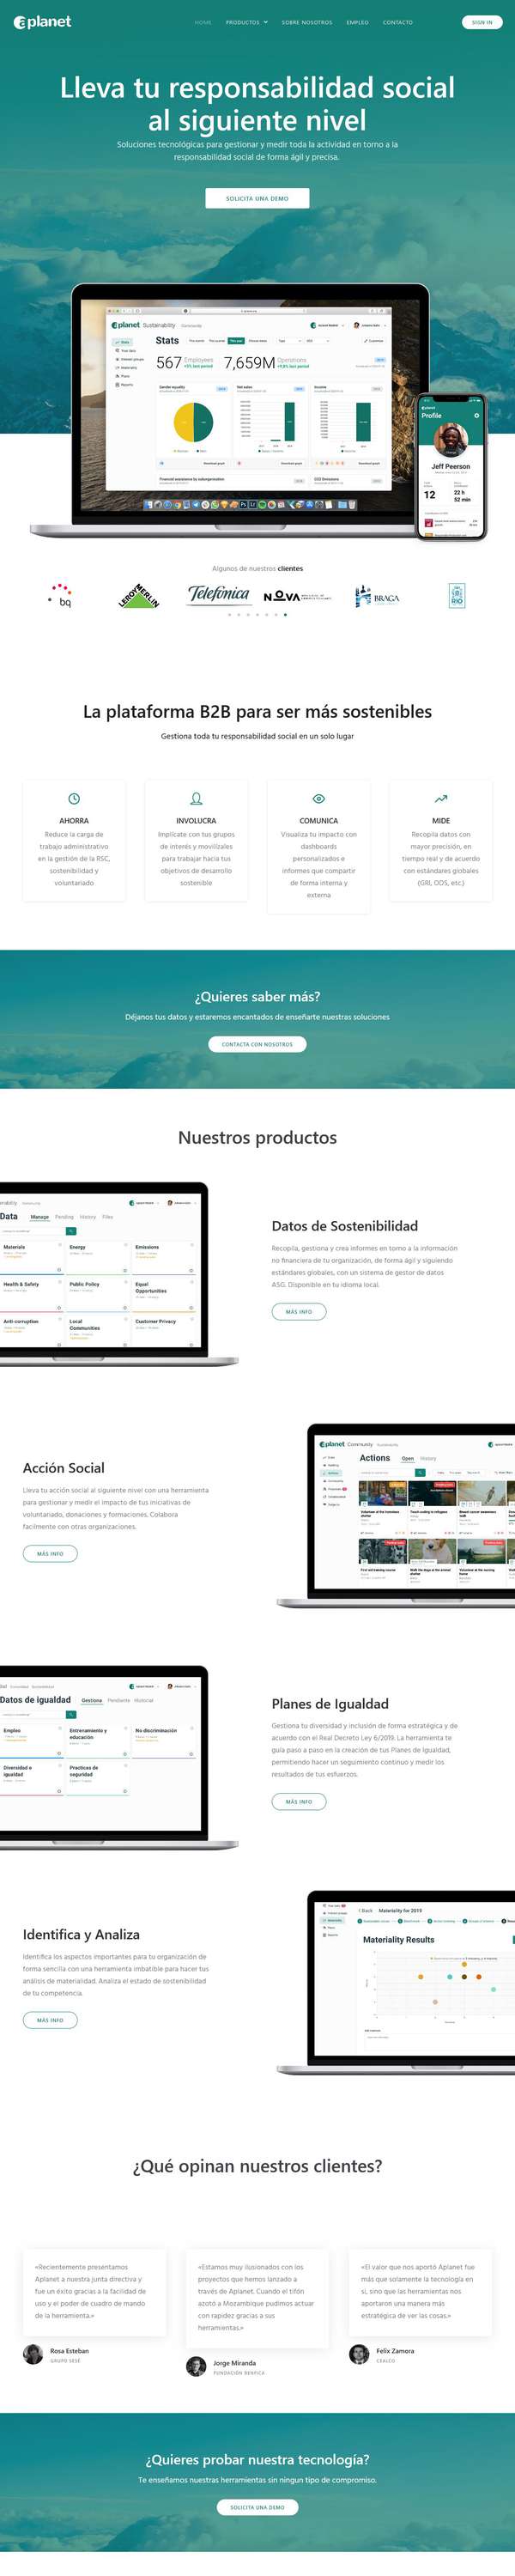 aplanet
HOME PRODUCTOS SOBRE NOSOTROS EMPLEO CONTACTO SIGN IN
Lleva tu responsabilidad social
al siguiente nivel
Soluciones tecnológicas para gestionar y medir toda la actividad en torno a la
responsabilidad social de forma ágil y precisa.
SOLICITA UNA DEMO
aplanet Sustainability Community
Stats
567 Employees
7,659M Operations
Gender equality
Net sales
Income
Profile
Jeff Peerson
12
22 h
52 min
Algunos de nuestros clientes
bq
LEROY MERLIN
Telefónica
NOVA
BRAGA
RIO
La plataforma B2B para ser más sostenibles
Gestiona toda tu responsabilidad social en un solo lugar
AHORRA
Reduce la carga de
trabajo administrativo
en la gestión de la RSC,
sostenibilidad y
voluntariado
INVOLUCRA
Implícate con tus grupos
de interés y movilízales
para trabajar hacia tus
objetivos de desarrollo
sostenible
COMUNICA
Visualiza tu impacto con
dashboards
personalizados e
informes que compartir
de forma interna y
externa
MIDE
Recopila datos con
mayor precisión, en
tiempo real y de acuerdo
con estándares globales
(GRI, ODS, etc.)
¿Quieres saber más?
Déjanos tus datos y estaremos encantados de enseñarte nuestras soluciones
CONTACTA CON NOSOTROS
Nuestros productos
Data Manage Pending History Files
Materials
Energy
Emissions
Health & Safety
Public Policy
Equal
Opportunities
Anti-corruption
Local
Communities
Customer Privacy
Datos de Sostenibilidad
Recopila, gestiona y crea informes en torno a la información
no financiera de tu organización, de forma ágil y siguiendo
estándares globales, con un sistema de gestor de datos
ASG. Disponible en tu idioma local.
MÁS INFO
Acción Social
Lleva tu acción social al siguiente nivel con una herramienta
para gestionar y medir el impacto de tus iniciativas de
voluntariado, donaciones y formaciones. Colabora
facilmente con otras organizaciones.
MÁS INFO
aplanet Community Sustainability
Actions Open History
Datos de igualdad Gestiona Pendiente Historial
Empleo
Entrenamiento y
educación
No discriminación
Diversidad e
igualdad
Practicas de
seguridad
Planes de Igualdad
Gestiona tu diversidad y inclusión de forma estratégica y de
acuerdo con el Real Decreto Ley 6/2019. La herramienta te
guía paso a paso en la creación de tus Planes de Igualdad,
permitiendo hacer un seguimiento continuo y medir los
resultados de tus esfuerzos.
MÁS INFO
Identifica y Analiza
Identifica los aspectos importantes para tu organización de
forma sencilla con una herramienta imbatible para hacer tus
análisis de materialidad. Analiza el estado de sostenibilidad
de tu competencia.
MÁS INFO
Back Materiality for 2019
Materiality Results
¿Qué opinan nuestros clientes?
«Recientemente presentamos
Aplanet a nuestra junta directiva y
fue un éxito gracias a la facilidad de
uso y el poder de cuadro de mando
de la herramienta.»
Rosa Esteban
GRUPO SESÉ
«Estamos muy ilusionados con los
proyectos que hemos lanzado a
través de Aplanet. Cuando el tifón
azotó a Mozambique pudimos actuar
con rapidez gracias a sus
herramientas.»
Jorge Miranda
FUNDACIÓN BENFICA
«El valor que nos aportó Aplanet fue
más que solamente la tecnología en
sí, sino que las herramientas nos
aportaron una manera más
estratégica de ver las cosas.»
Felix Zamora
CEALCO
¿Quieres probar nuestra tecnología?
Te enseñamos nuestras herramientas sin ningun tipo de compromiso.
SOLICITA UNA DEMO